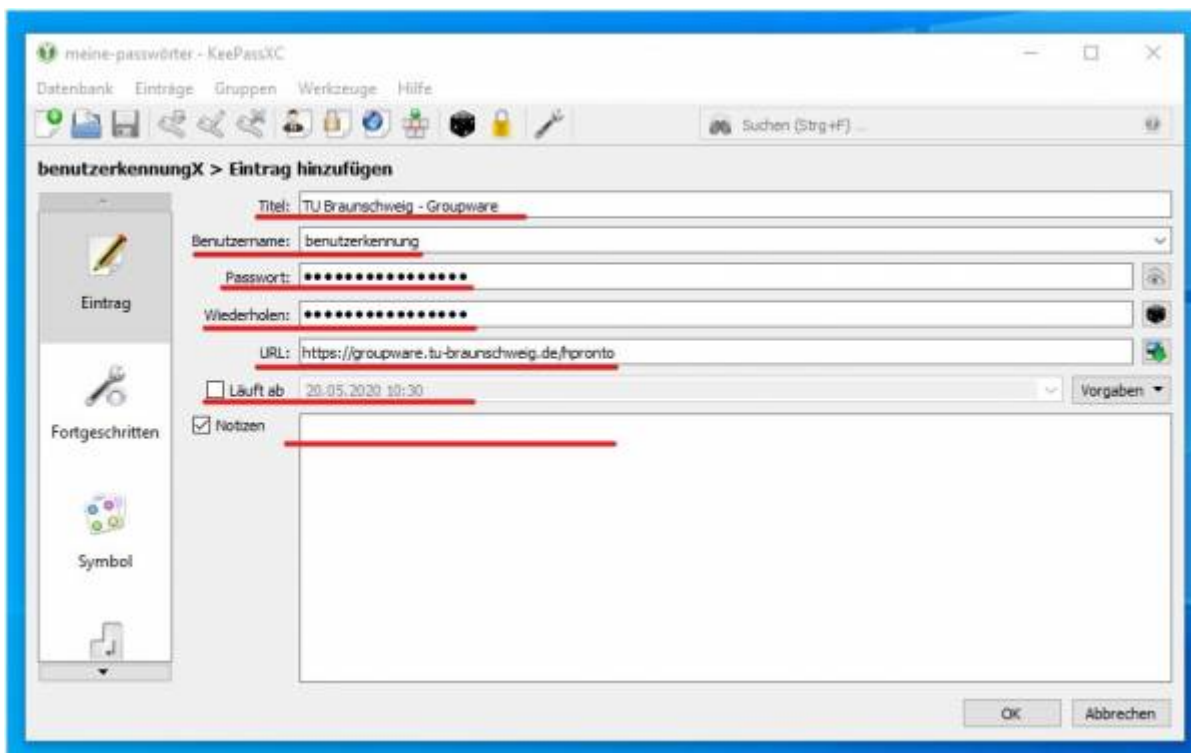 meine-passwörter - KeePassXC
Datenbank Einträge Gruppen Werkzeuge Hilfe
Suchen (Strg+F) ...
benutzerkennungX > Eintrag hinzufügen
Titel: TU Braunschweig - Groupware
Benutzername: benutzerkennung
Passwort: ●●●●●●●●●●●●●●●●
Eintrag
Wiederholen: ●●●●●●●●●●●●●●●●
URL: https://groupware.tu-braunschweig.de/hpronto
Läuft ab 20.05.2020 10:30 Vorgaben
Fortgeschritten
Notizen
Symbol
OK Abbrechen